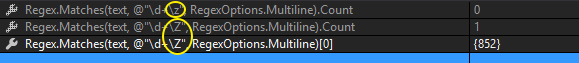 Regex.Matches(text, @"\d+\z", RegexOptions.Multiline).Count 0
Regex.Matches(text, @"\d+\Z", RegexOptions.Multiline).Count 1
Regex.Matches(text, @"\d+\Z", RegexOptions.Multiline)[0] {852}